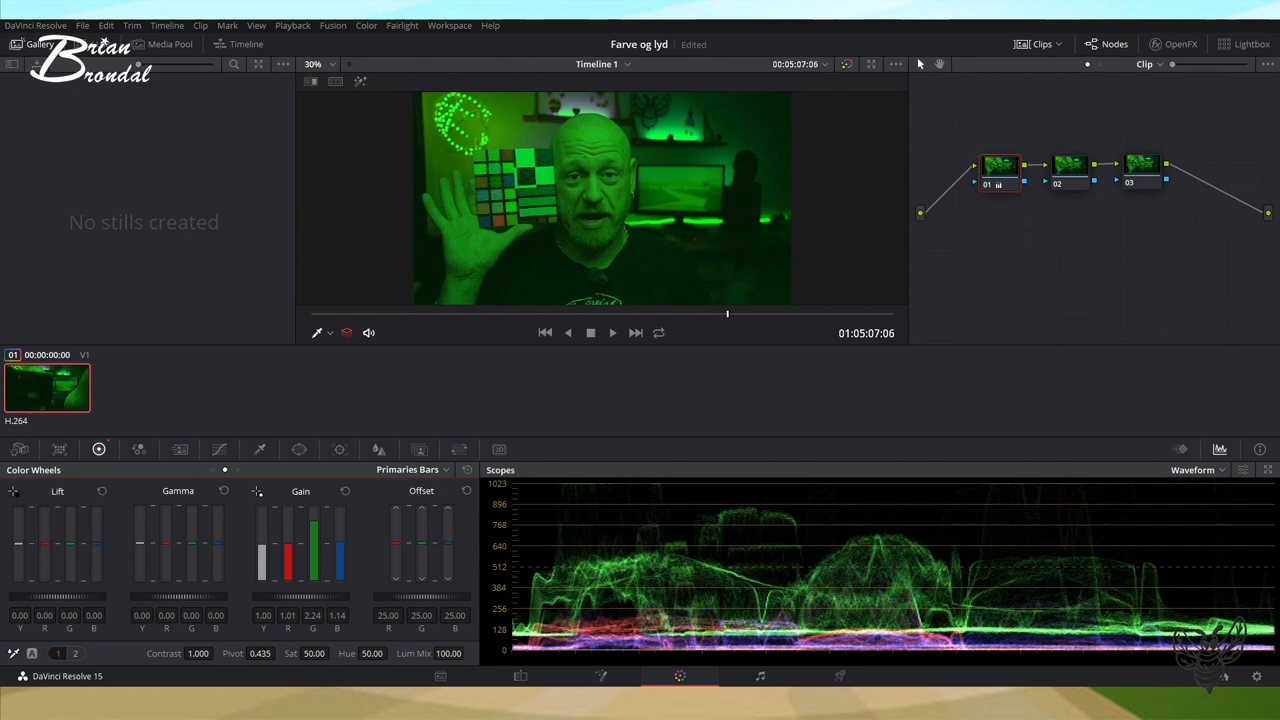 DaVinci Resolve File Edit Trim Timeline Clip Mark View Playback Fusion Color Fairlight Workspace Help
Gallery Media Pool Timeline Farve og lyd Edited Clips Nodes OpenFX Lightbox
Brian
Brondal
30% Timeline 1 00:05:07:06 Clip
No stills created
01 02 03
01:05:07:06
01 00:00:00:00 V1
H.264
Color Wheels Primaries Bars Scopes Waveform
Lift Gamma Gain Offset
1023
896
768
640
512
384
256
128
0
0.00 0.00 0.00 0.00 0.00 0.00 0.00 0.00 1.00 1.01 2.24 1.14 25.00 25.00 25.00
Y R G B Y R G B Y R G B R G B
A 1 2 Contrast 1.000 Pivot 0.435 Sat 50.00 Hue 50.00 Lum Mix 100.00
DaVinci Resolve 15